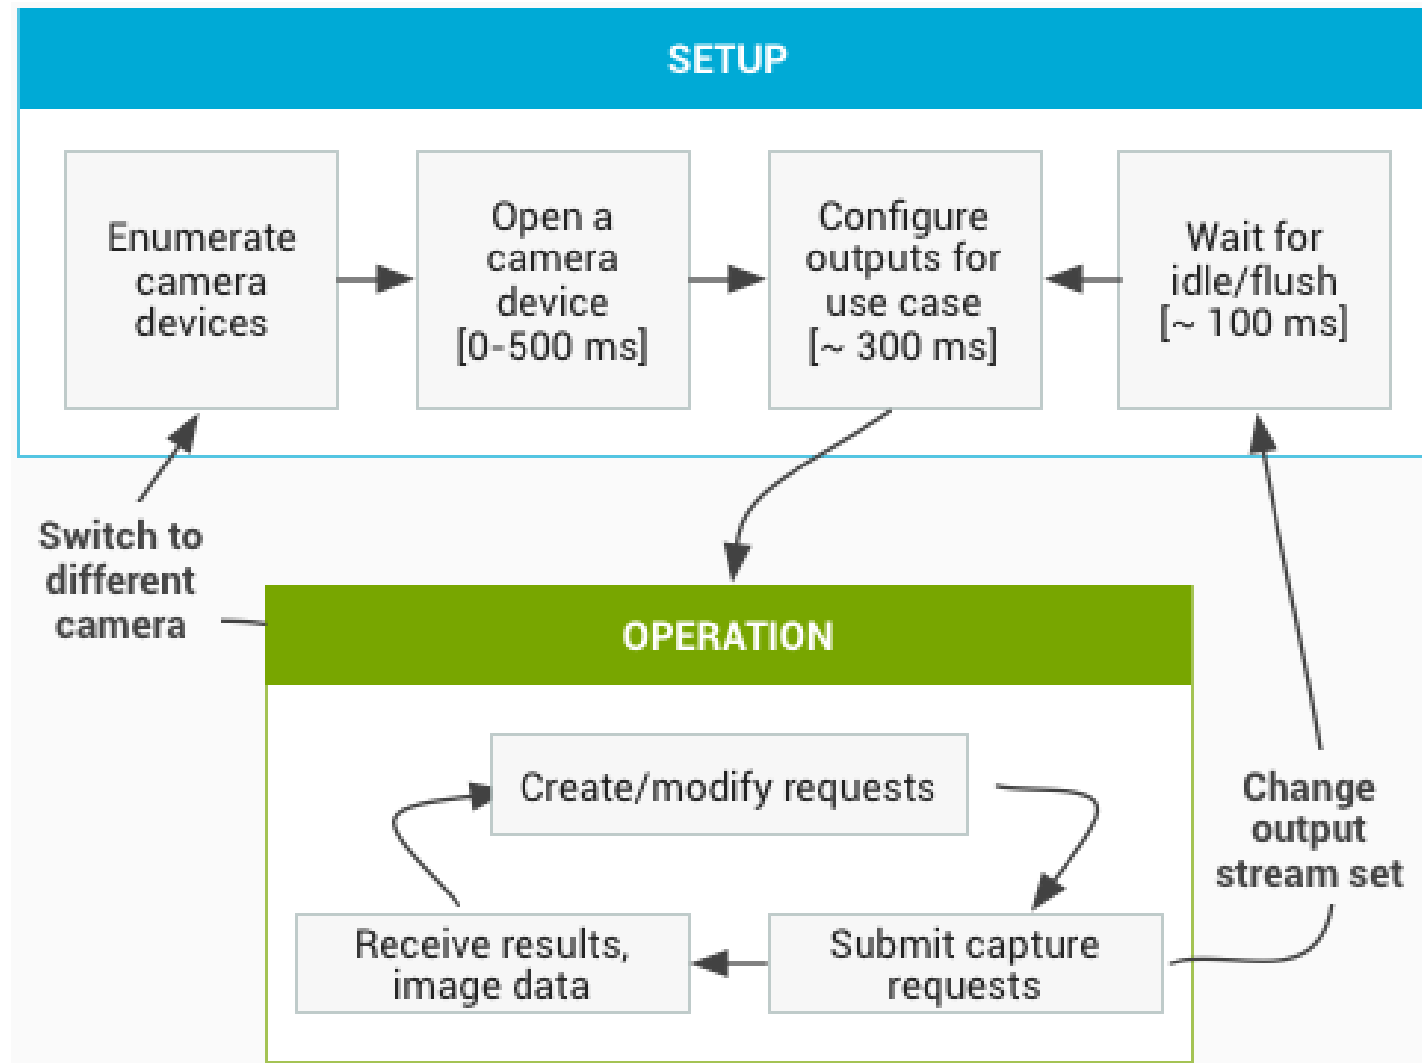 SETUP
Enumerate
camera
devices
Open a
camera
device
[0-500 ms]
Configure
outputs for
use case
[~ 300 ms]
Wait for
idle/flush
[~ 100 ms]
Switch to
different
camera
OPERATION
Create/modify requests
Receive results,
image data
Submit capture
requests
Change
output
stream set